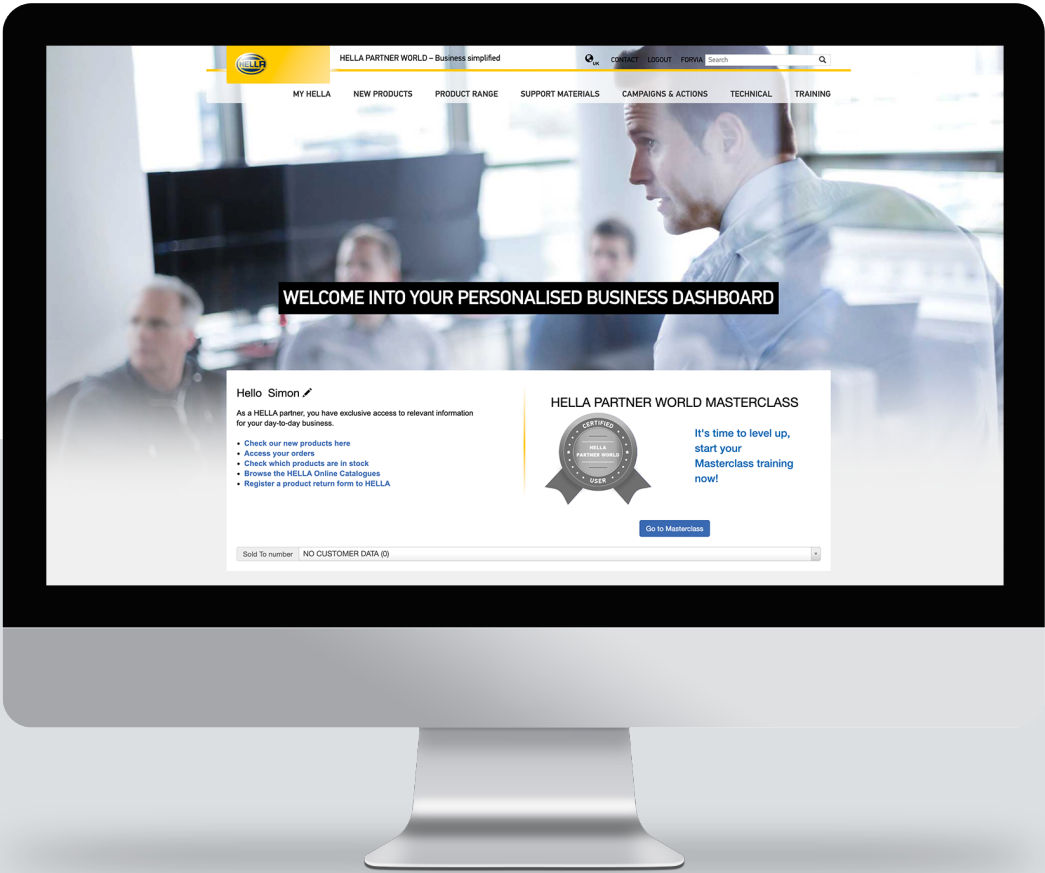 HELLA
HELLA PARTNER WORLD – Business simplified
UK
CONTACT LOGOUT FORVIA Search
MY HELLA NEW PRODUCTS PRODUCT RANGE SUPPORT MATERIALS CAMPAIGNS & ACTIONS TECHNICAL TRAINING
WELCOME INTO YOUR PERSONALISED BUSINESS DASHBOARD
Hello Simon
As a HELLA partner, you have exclusive access to relevant information
for your day-to-day business.
• Check our new products here
• Access your orders
• Check which products are in stock
• Browse the HELLA Online Catalogues
• Register a product return form to HELLA
HELLA PARTNER WORLD MASTERCLASS
CERTIFIED
HELLA
PARTNER WORLD
USER
It's time to level up,
start your
Masterclass training
now!
Go to Masterclass
Sold To number NO CUSTOMER DATA (0)